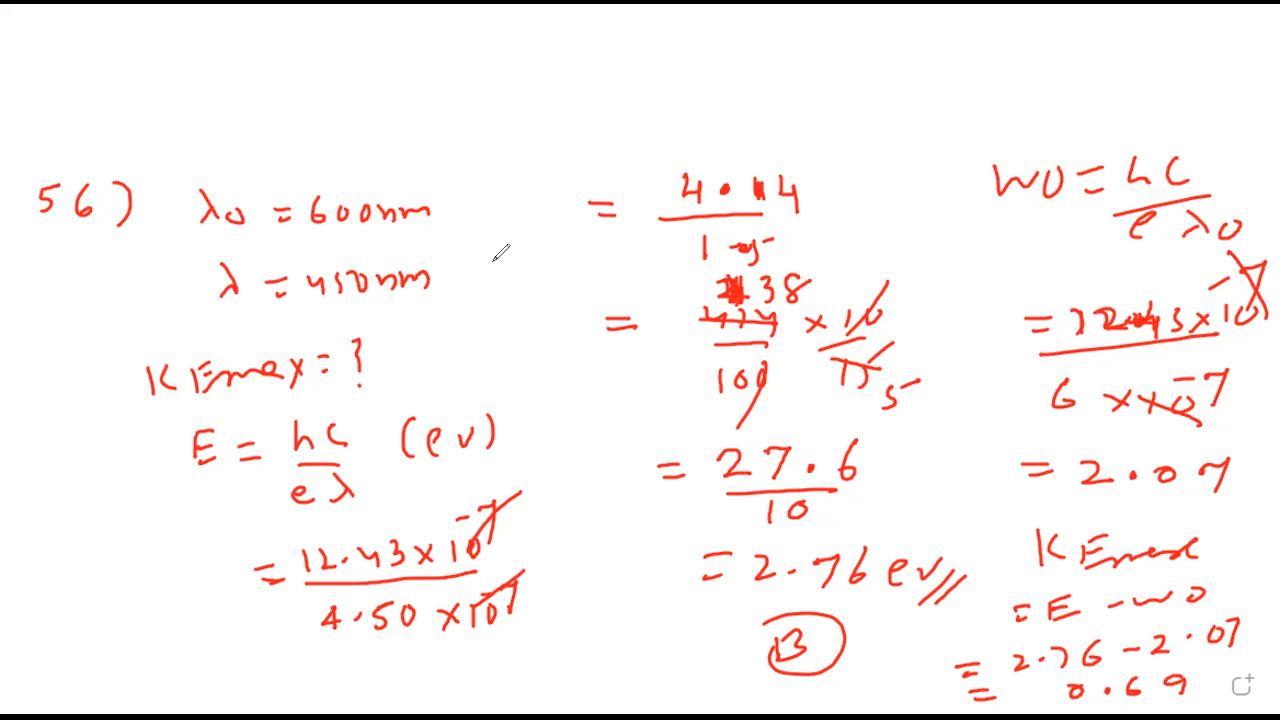 56)
λ0 = 600nm
λ = 450nm
KEmax = ?
E = hc / eλ (ev)
= 12.43 × 10^-7 / 4.50 × 10^-7
= 4.14 / 1.5
= 138 / 100 × 10 / 15 5
= 27.6 / 10
= 2.76 ev //
B
W0 = hc / e λ0
= 12.43 × 10^-7 / 6 × 10^-7
= 2.07
KEmax
= E - W0
= 2.76 - 2.07
= 0.69